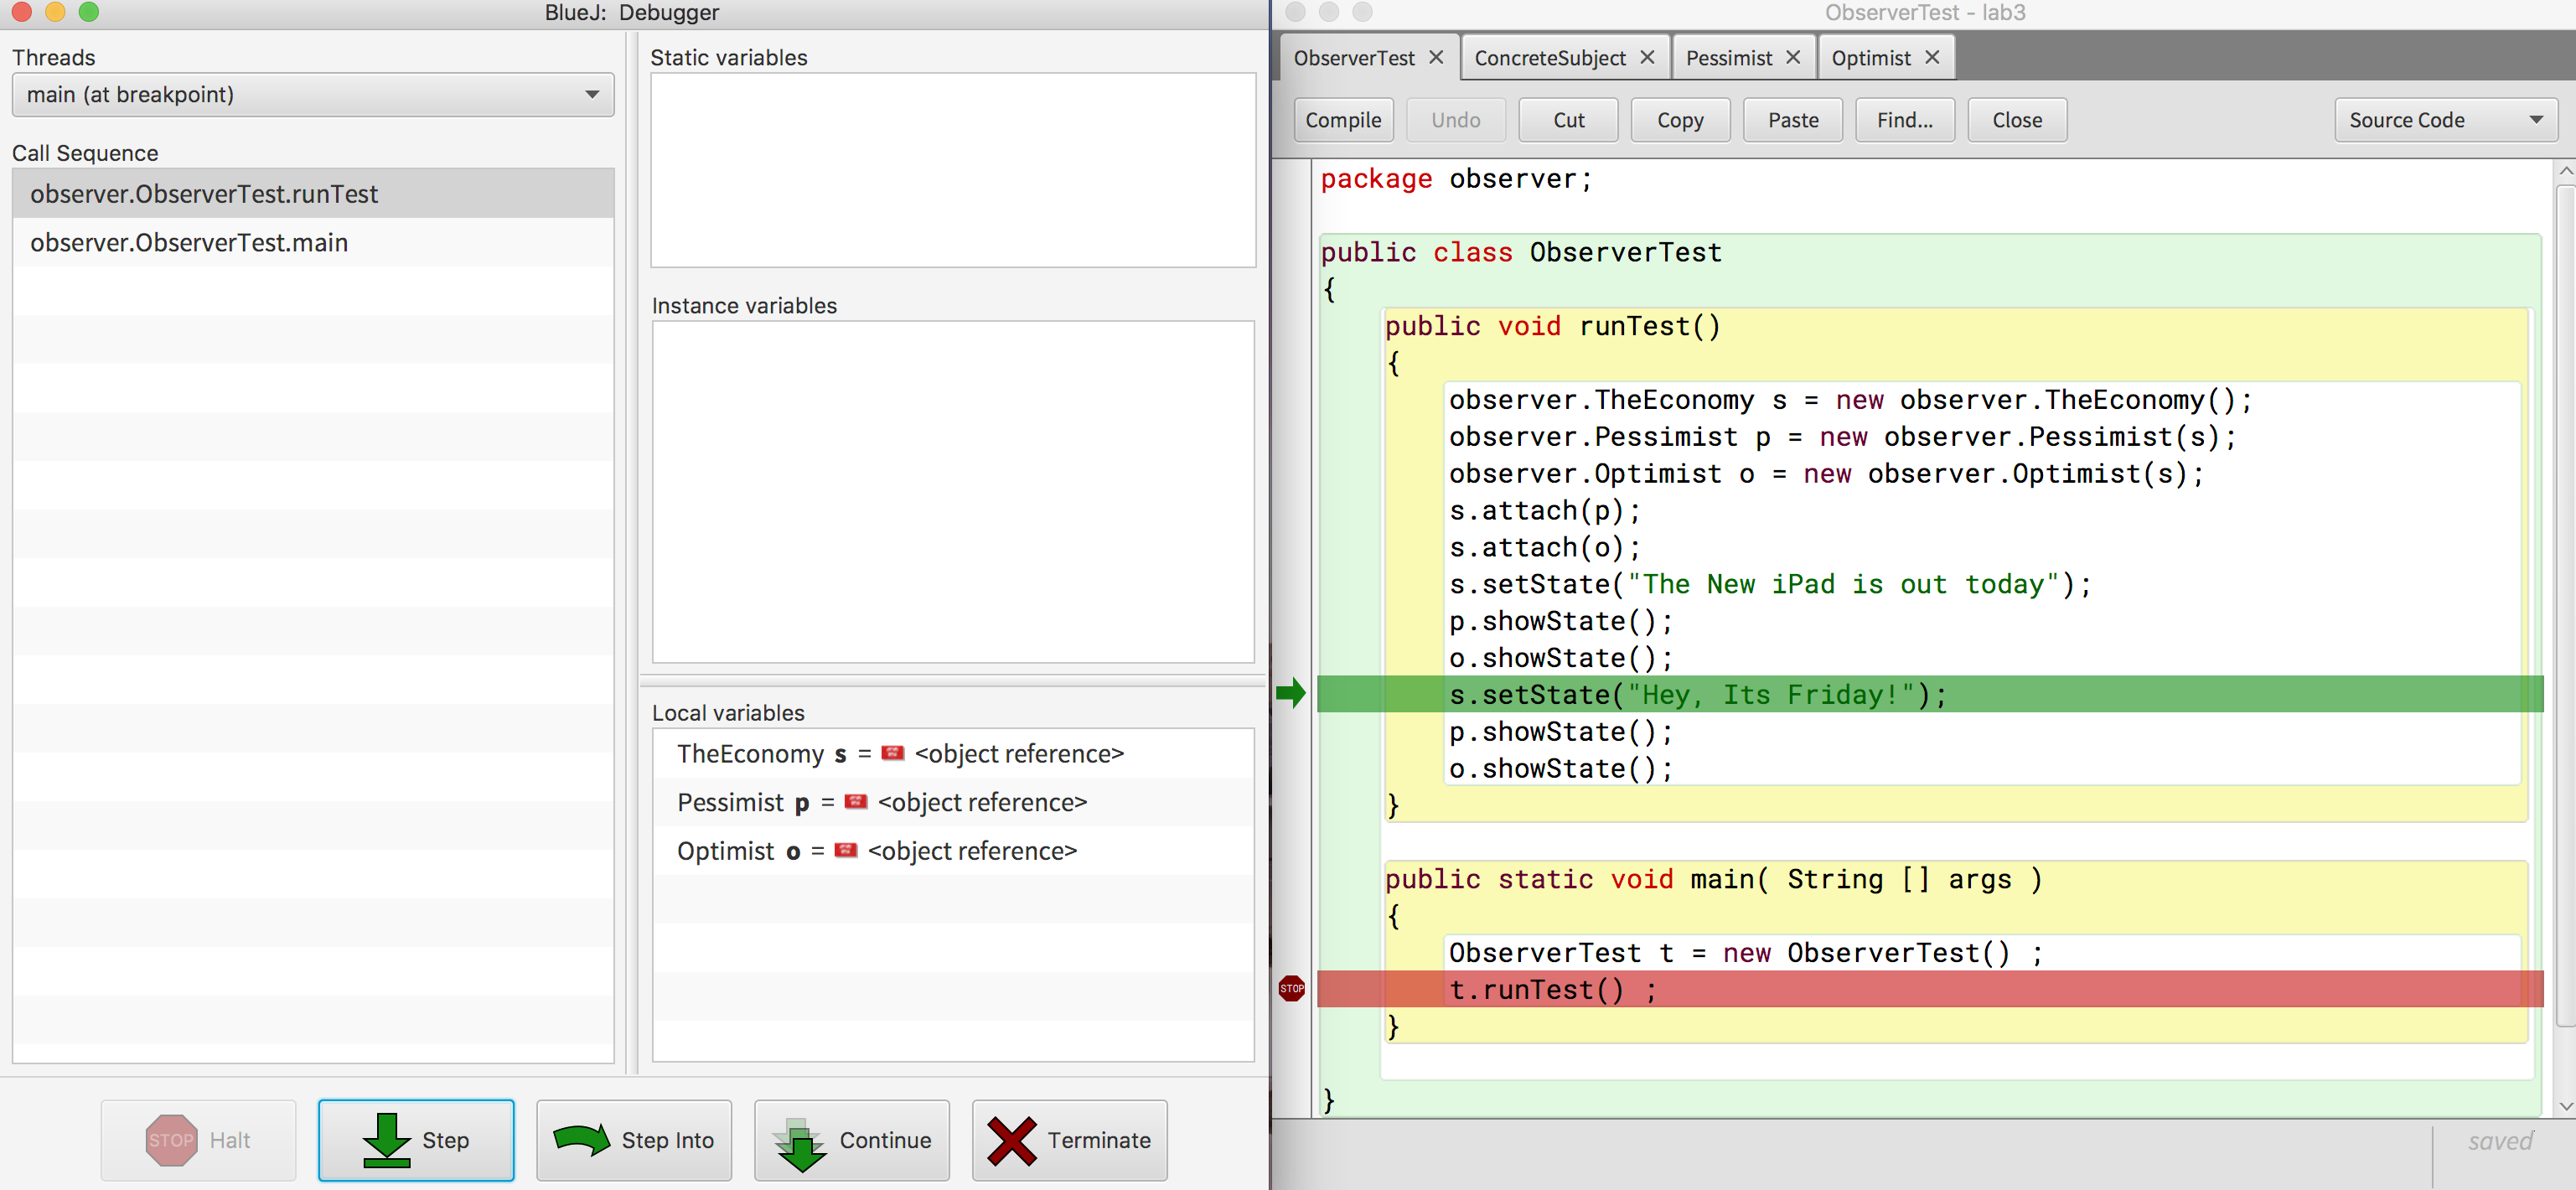 BlueJ: Debugger
Threads
main (at breakpoint)
Call Sequence
observer.ObserverTest.runTest
observer.ObserverTest.main
Static variables
Instance variables
Local variables
TheEconomy s = <object reference>
Pessimist p = <object reference>
Optimist o = <object reference>
STOP Halt
Step
Step Into
Continue
Terminate
ObserverTest - lab3
ObserverTest ConcreteSubject Pessimist Optimist
Compile Undo Cut Copy Paste Find... Close Source Code
package observer;
public class ObserverTest
{
public void runTest()
{
observer.TheEconomy s = new observer.TheEconomy();
observer.Pessimist p = new observer.Pessimist(s);
observer.Optimist o = new observer.Optimist(s);
s.attach(p);
s.attach(o);
s.setState("The New iPad is out today");
p.showState();
o.showState();
s.setState("Hey, Its Friday!");
p.showState();
o.showState();
}
public static void main( String [] args )
{
ObserverTest t = new ObserverTest() ;
STOP t.runTest() ;
}
}
saved